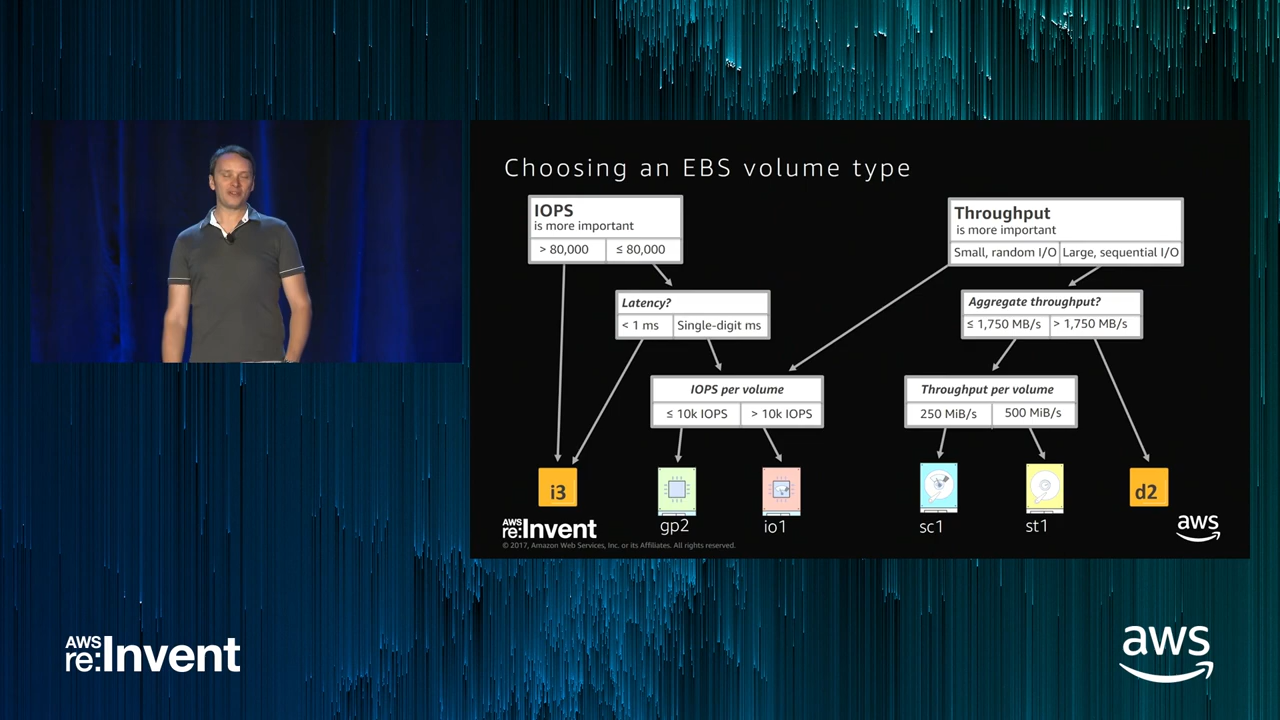 Choosing an EBS volume type
IOPS
is more important
> 80,000
≤ 80,000
Throughput
is more important
Small, random I/O
Large, sequential I/O
Latency?
< 1 ms
Single-digit ms
Aggregate throughput?
≤ 1,750 MB/s
> 1,750 MB/s
IOPS per volume
≤ 10k IOPS
> 10k IOPS
Throughput per volume
250 MiB/s
500 MiB/s
i3
gp2
io1
sc1
st1
d2
AWS
re:Invent
© 2017, Amazon Web Services, Inc. or its Affiliates. All rights reserved.
aws
AWS
re:Invent
aws